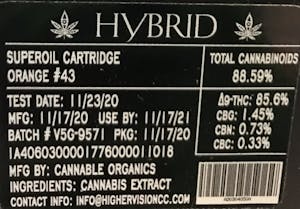 HYBRID
SUPEROIL CARTRIDGE
ORANGE #43
TOTAL CANNABINOIDS
88.59%
TEST DATE: 11/23/20
MFG: 11/17/20 USE BY: 11/17/21
BATCH # V5G-9571 PKG: 11/17/20
1A4060300001776000011018
MFG BY: CANNABLE ORGANICS
INGREDIENTS: CANNABIS EXTRACT
CONTACT INFO: INFO@HIGHERVISIONCC.COM
Δ9-THC: 85.6%
CBG: 1.45%
CBN: 0.73%
CBC: 0.33%